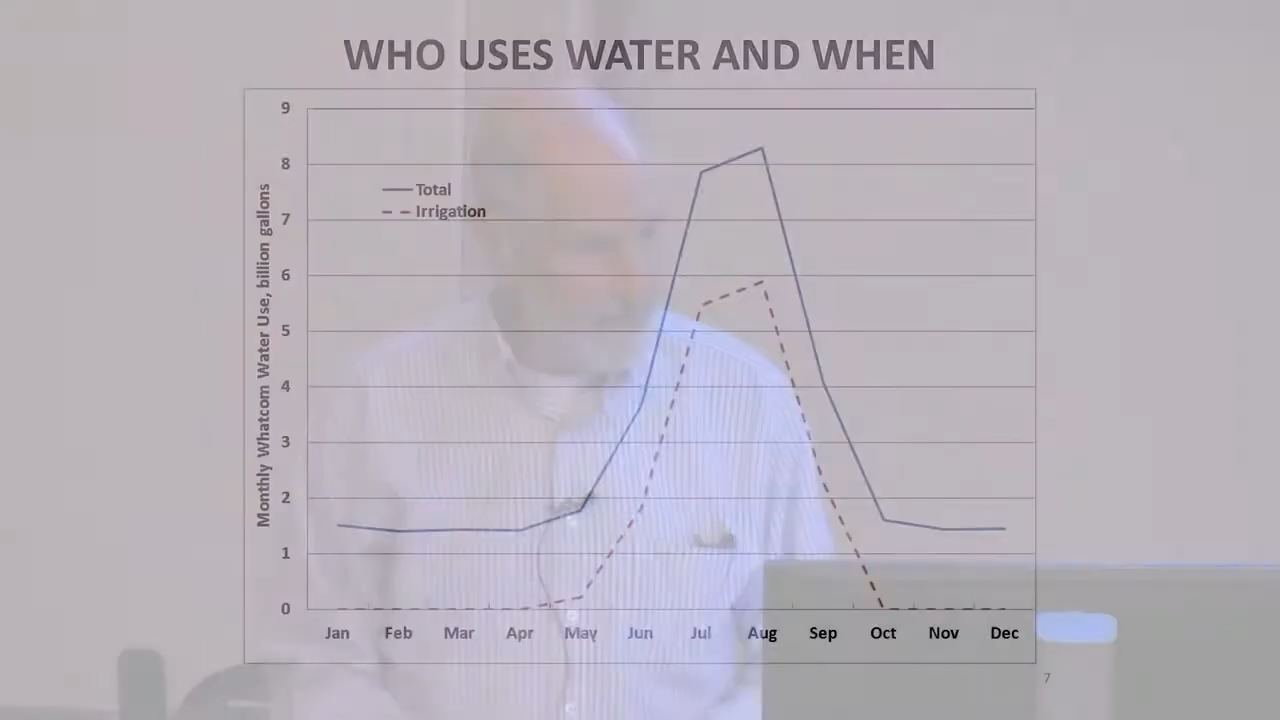 WHO USES WATER AND WHEN
Monthly Whatcom Water Use, billion gallons
9
8
7
6
5
4
3
2
1
0
Total
Irrigation
Jan Feb Mar Apr May Jun Jul Aug Sep Oct Nov Dec
7